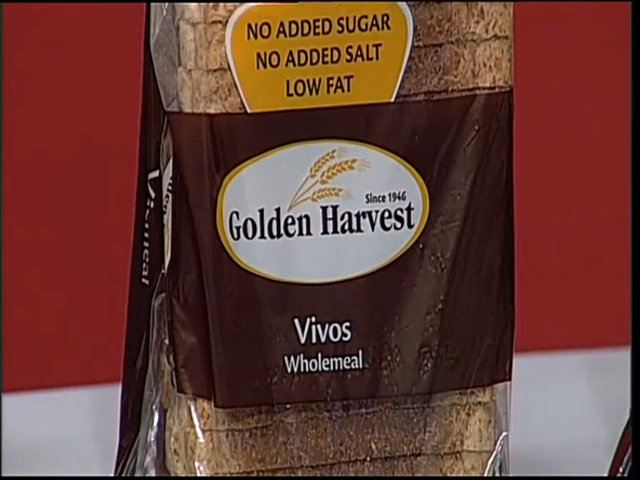 NO ADDED SUGAR
NO ADDED SALT
LOW FAT
Since 1946
Golden Harvest
Vivos
Wholemeal